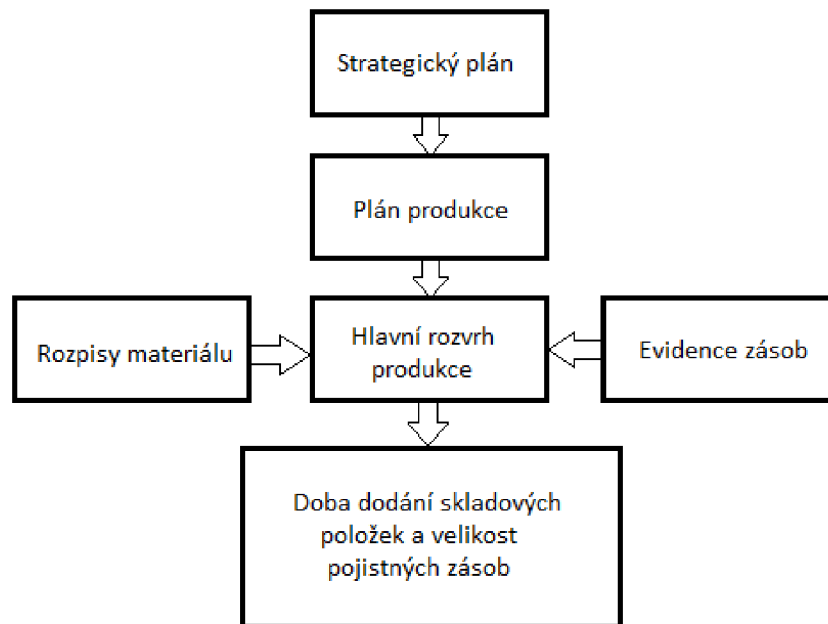 Strategický plán
Plán produkce
Rozpisy materiálu
Hlavní rozvrh
produkce
Evidence zásob
Doba dodání skladových
položek a velikost
pojistných zásob